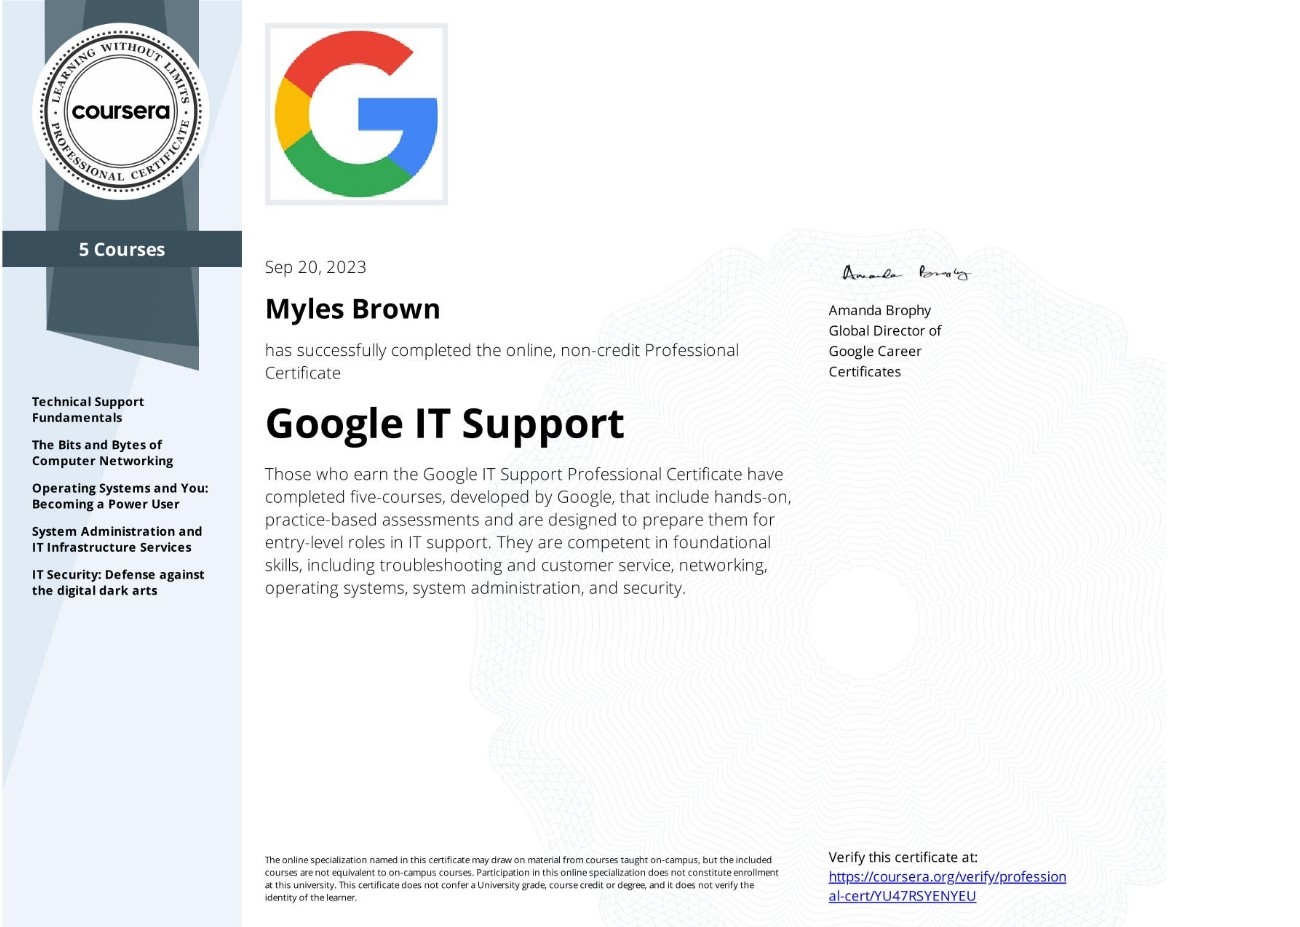 LEARNING WITHOUT LIMITS
coursera
PROFESSIONAL CERTIFICATE
5 Courses
Technical Support
Fundamentals
The Bits and Bytes of
Computer Networking
Operating Systems and You:
Becoming a Power User
System Administration and
IT Infrastructure Services
IT Security: Defense against
the digital dark arts
Sep 20, 2023
Myles Brown
has successfully completed the online, non-credit Professional
Certificate
Google IT Support
Those who earn the Google IT Support Professional Certificate have
completed five-courses, developed by Google, that include hands-on,
practice-based assessments and are designed to prepare them for
entry-level roles in IT support. They are competent in foundational
skills, including troubleshooting and customer service, networking,
operating systems, system administration, and security.
Amanda Brophy
Amanda Brophy
Global Director of
Google Career
Certificates
The online specialization named in this certificate may draw on material from courses taught on-campus, but the included
courses are not equivalent to on-campus courses. Participation in this online specialization does not constitute enrollment
at this university. This certificate does not confer a University grade, course credit or degree, and it does not verify the
identity of the learner.
Verify this certificate at:
https://coursera.org/verify/profession
al-cert/YU47RSYENYEU